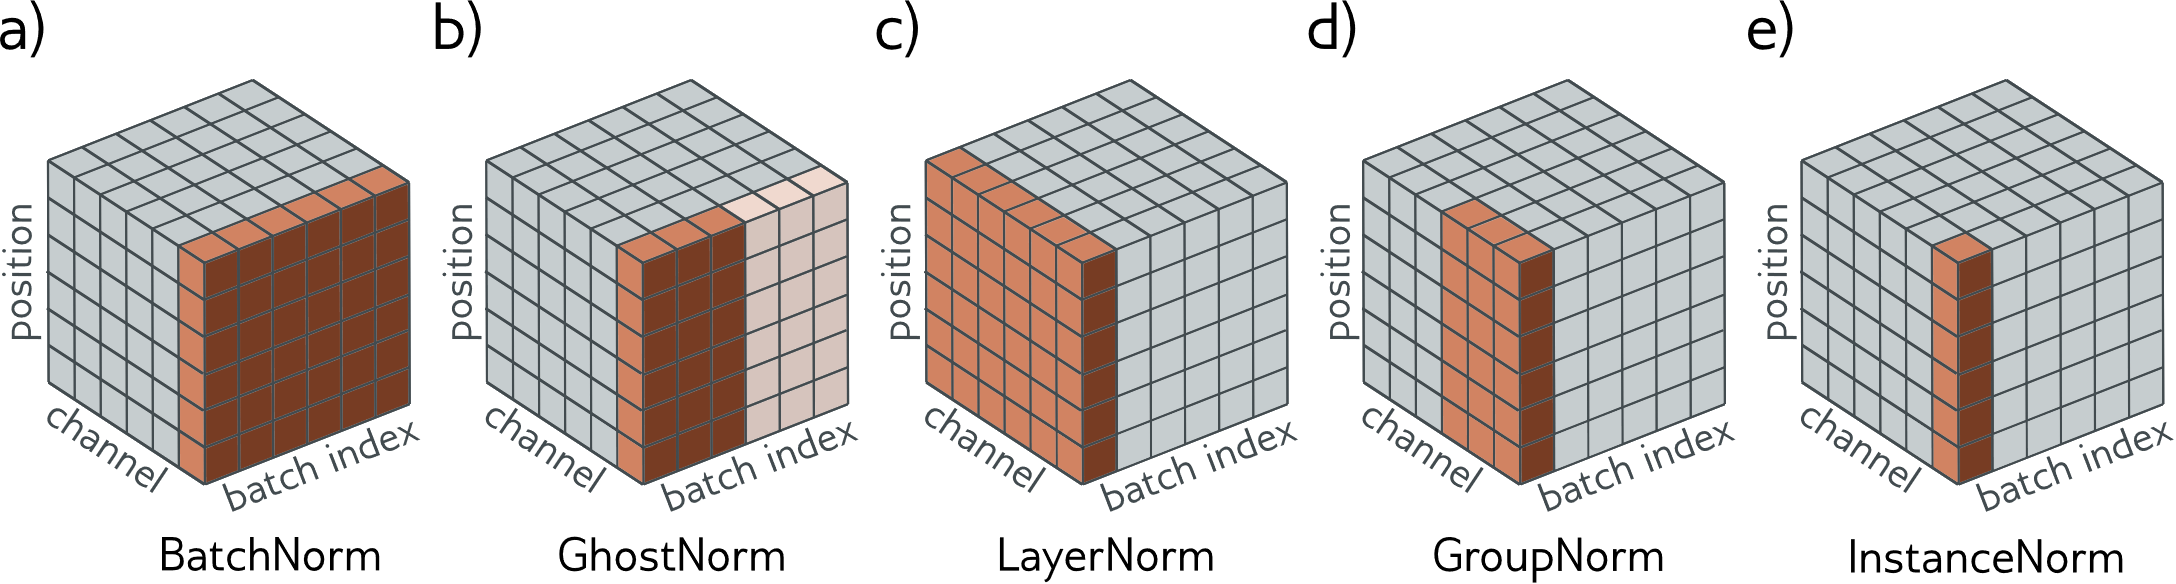 a)
position
channel
batch index
BatchNorm
b)
position
channel
batch index
GhostNorm
c)
position
channel
batch index
LayerNorm
d)
position
channel
batch index
GroupNorm
e)
position
channel
batch index
InstanceNorm